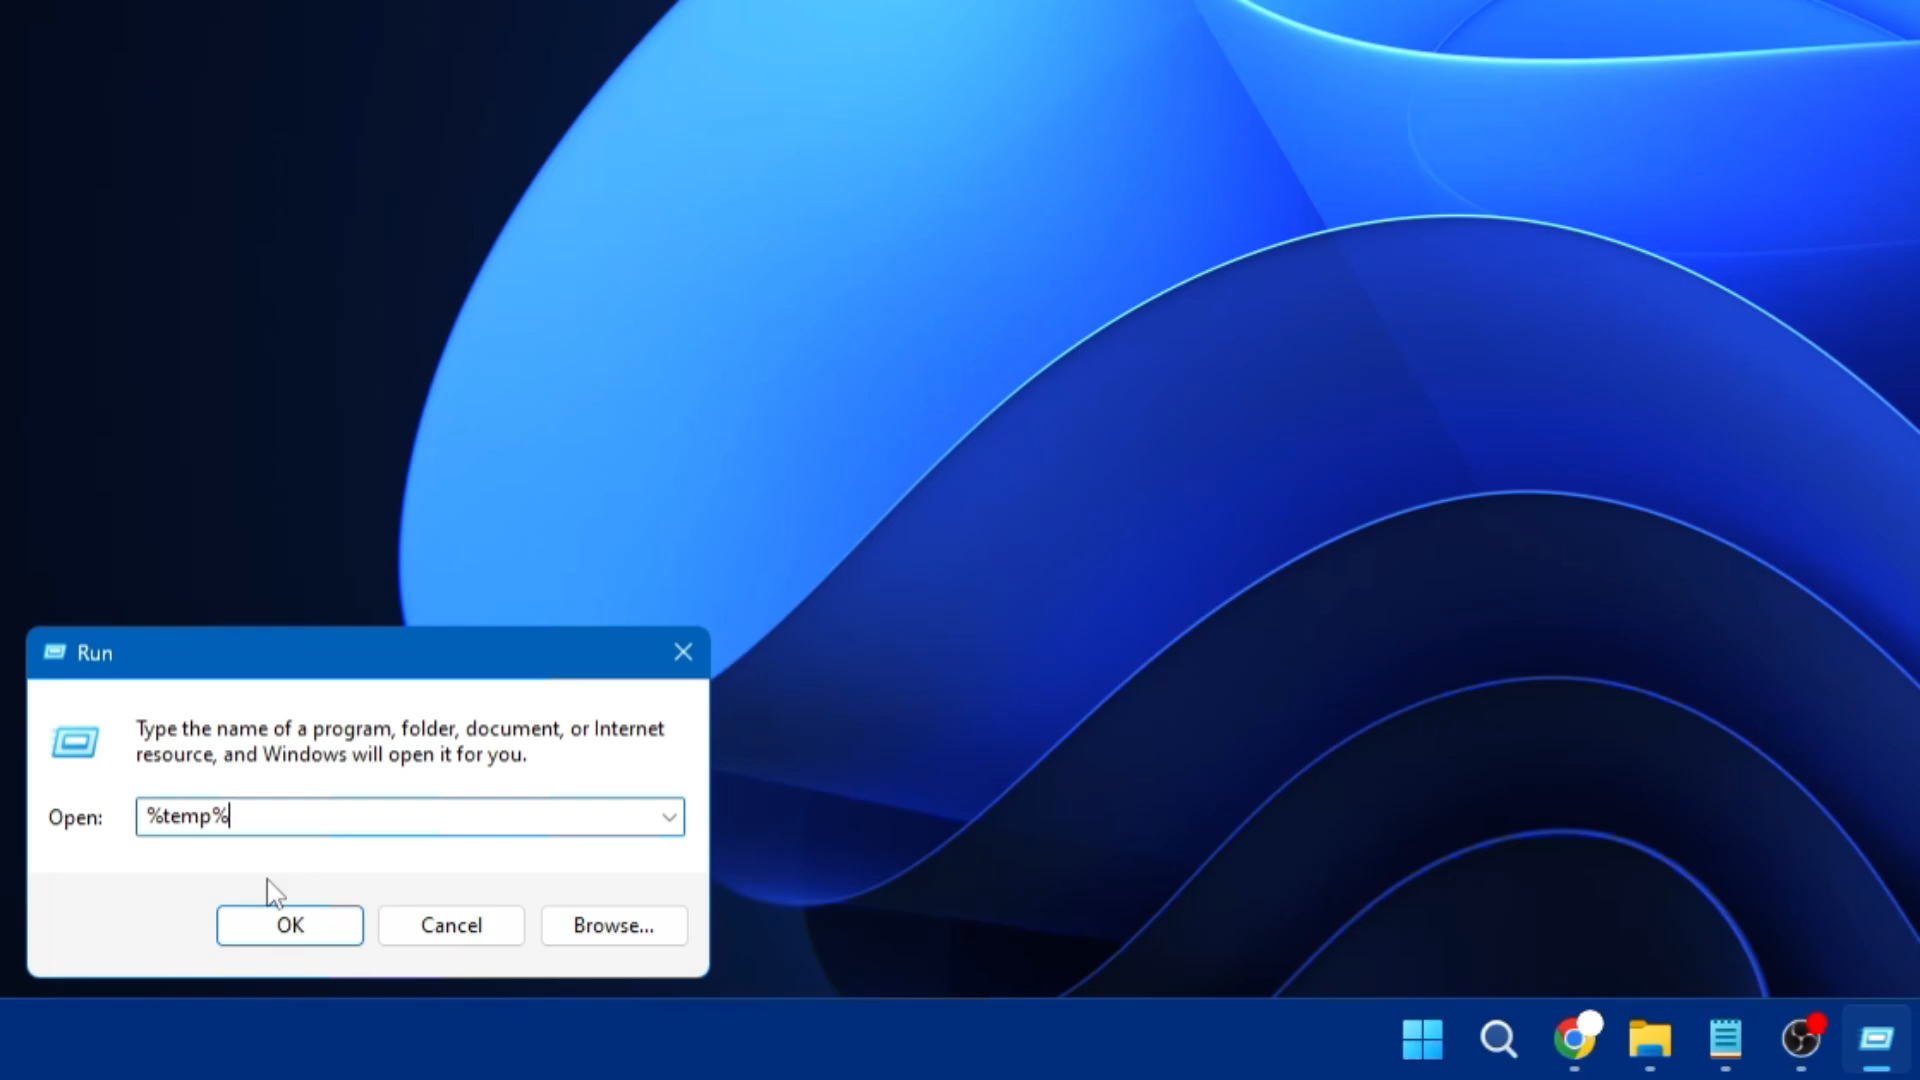 Run
Type the name of a program, folder, document, or Internet
resource, and Windows will open it for you.
Open:
%temp%
OK
Cancel
Browse...